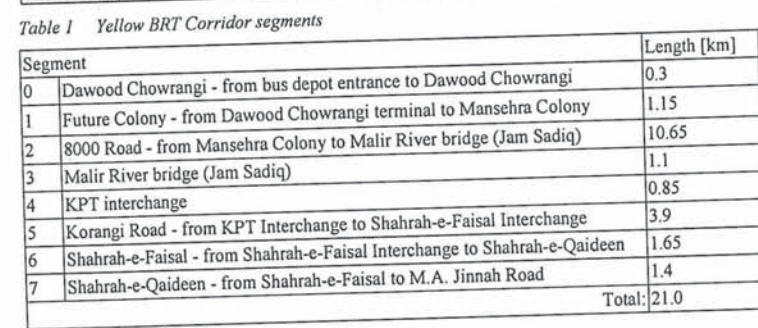 Table 1 Yellow BRT Corridor segments
Segment Length [km]
0 Dawood Chowrangi - from bus depot entrance to Dawood Chowrangi 0.3
1 Future Colony - from Dawood Chowrangi terminal to Mansehra Colony 1.15
2 8000 Road - from Mansehra Colony to Malir River bridge (Jam Sadiq) 10.65
3 Malir River bridge (Jam Sadiq) 1.1
4 KPT interchange 0.85
5 Korangi Road - from KPT Interchange to Shahrah-e-Faisal Interchange 3.9
6 Shahrah-e-Faisal - from Shahrah-e-Faisal Interchange to Shahrah-e-Qaideen 1.65
7 Shahrah-e-Qaideen - from Shahrah-e-Faisal to M.A. Jinnah Road 1.4
Total: 21.0